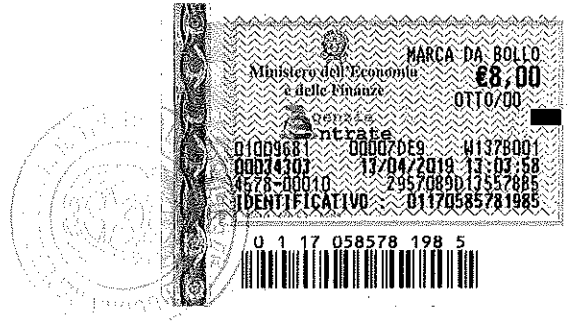 MARCA DA BOLLO
Ministero dell'Economia
e delle Finanze
€8,00
OTTO/00
Agenzia
Entrate
01009681 00007DE9 W137B001
00034303 13/04/2019 13:03:58
4578-00010 2957089D13557885
IDENTIFICATIVO : 01170585781985
0 1 17 058578 198 5